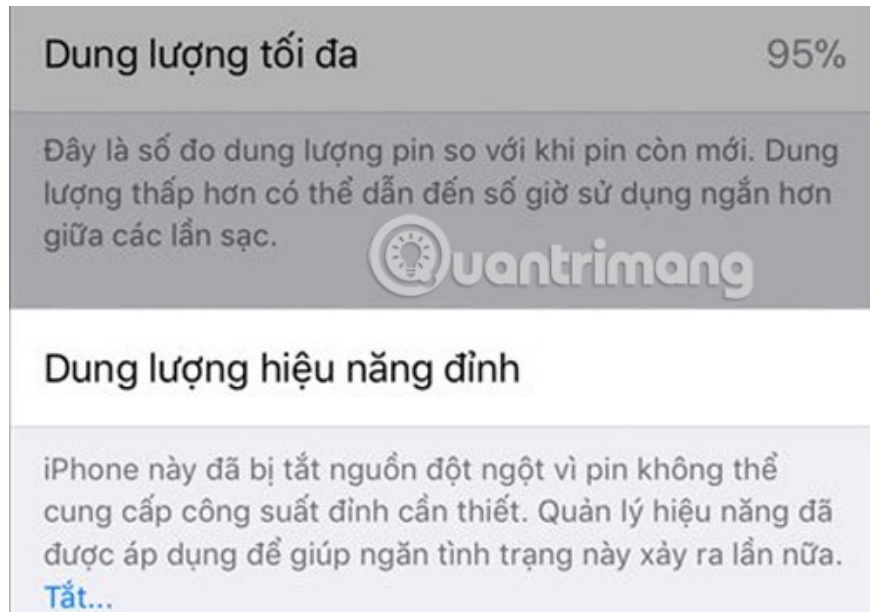 Dung lượng tối đa 95%
Đây là số đo dung lượng pin so với khi pin còn mới. Dung
lượng thấp hơn có thể dẫn đến số giờ sử dụng ngắn hơn
giữa các lần sạc.
Quantrimang
Dung lượng hiệu năng đỉnh
iPhone này đã bị tắt nguồn đột ngột vì pin không thể
cung cấp công suất đỉnh cần thiết. Quản lý hiệu năng đã
được áp dụng để giúp ngăn tình trạng này xảy ra lần nữa.
Tắt...